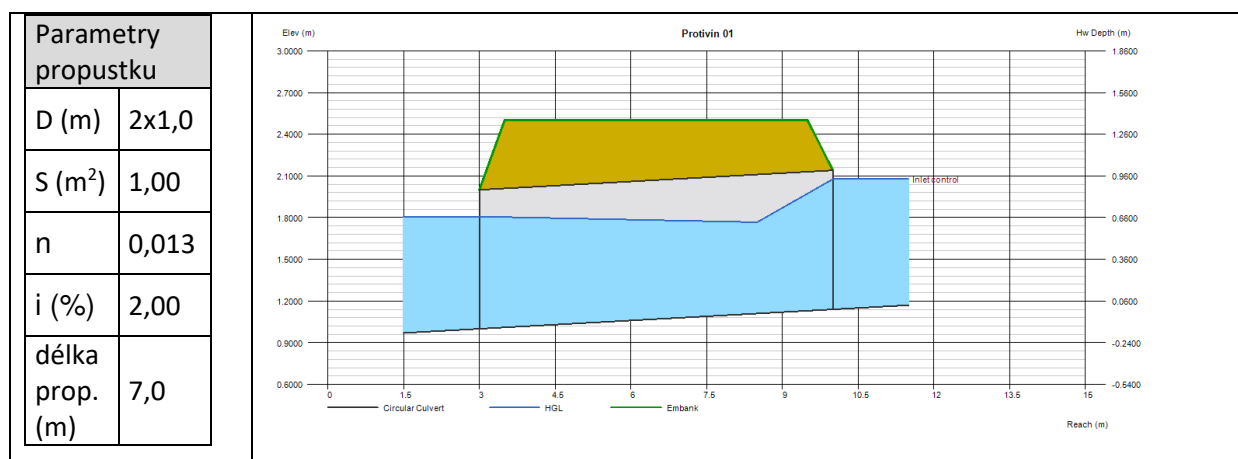 Parametry
propustku
D (m) 2x1,0
S (m²) 1,00
n 0,013
i (%) 2,00
délka
prop.
(m)
7,0
Elev (m) Protivín 01 Hw Depth (m)
3.0000 1.8600
2.7000 1.5600
2.4000 1.2600
2.1000 0.9600
Inlet control
1.8000 0.6600
1.5000 0.3600
1.2000 0.0600
0.9000 -0.2400
0.6000 -0.5400
0 1.5 3 4.5 6 7.5 9 10.5 12 13.5 15
Circular Culvert HGL Embank
Reach (m)